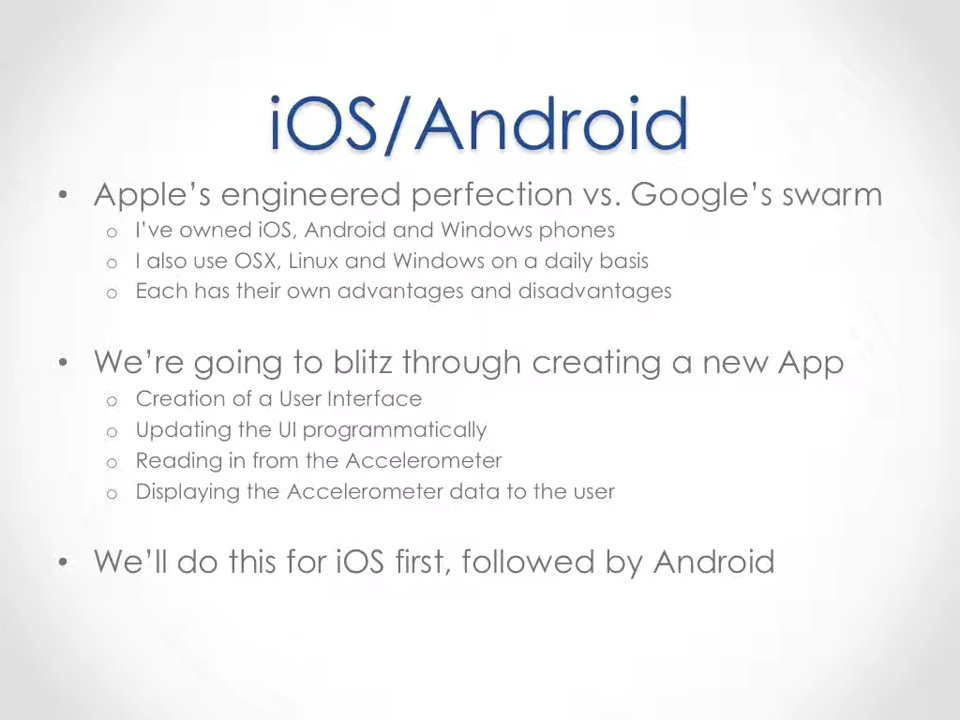 iOS/Android
• Apple’s engineered perfection vs. Google’s swarm
o I’ve owned iOS, Android and Windows phones
o I also use OSX, Linux and Windows on a daily basis
o Each has their own advantages and disadvantages
• We’re going to blitz through creating a new App
o Creation of a User Interface
o Updating the UI programmatically
o Reading in from the Accelerometer
o Displaying the Accelerometer data to the user
• We’ll do this for iOS first, followed by Android